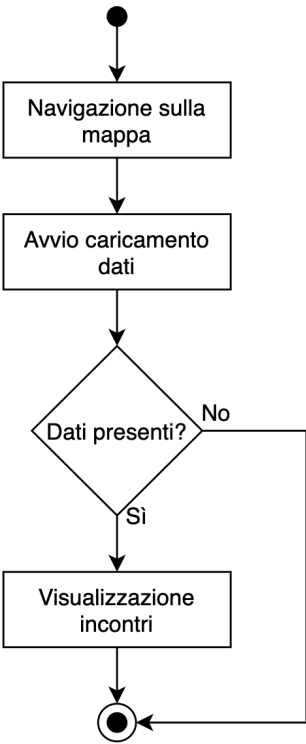 Navigazione sulla
mappa
Avvio caricamento
dati
Dati presenti?
No
Sì
Visualizzazione
incontri